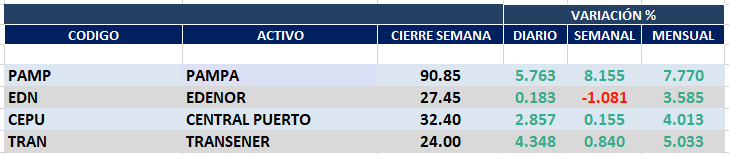 VARIACIÓN %
CODIGO ACTIVO CIERRE SEMANA DIARIO SEMANAL MENSUAL
PAMP PAMPA 90.85 5.763 8.155 7.770
EDN EDENOR 27.45 0.183 -1.081 3.585
CEPU CENTRAL PUERTO 32.40 2.857 0.155 4.013
TRAN TRANSENER 24.00 4.348 0.840 5.033